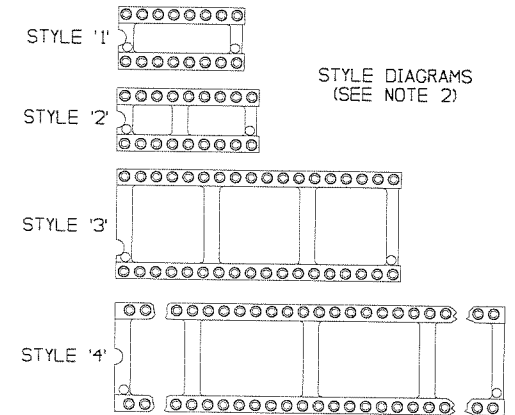 STYLE '1'
STYLE DIAGRAMS
(SEE NOTE 2)
STYLE '2'
STYLE '3'
STYLE '4'